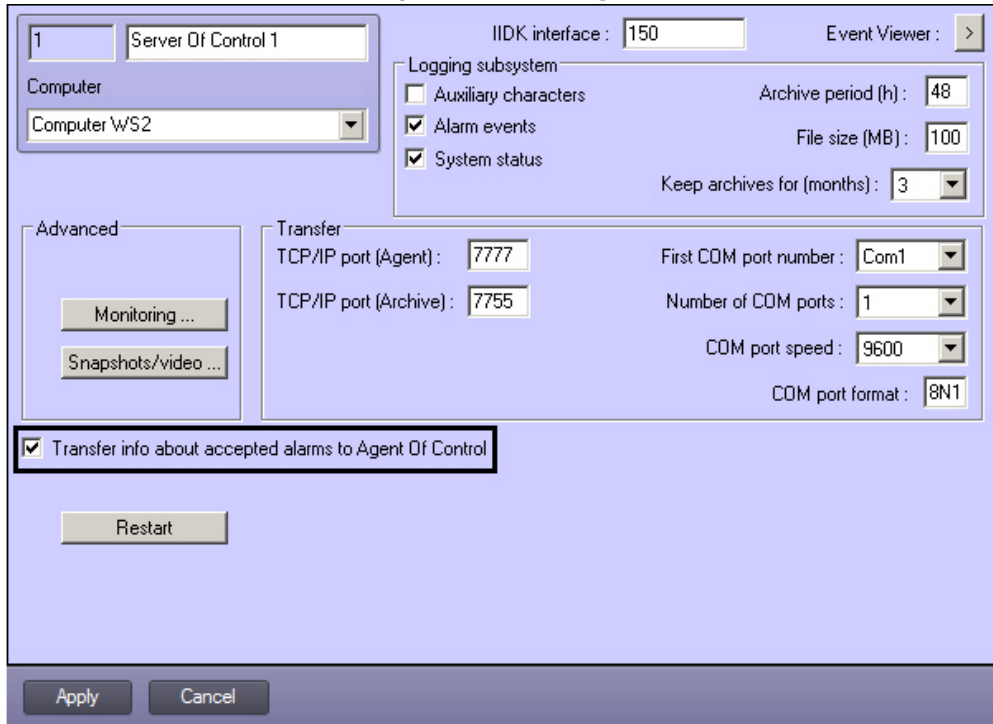 1
Server Of Control 1
Computer
Computer WS2
IIDK interface : 150
Event Viewer : >
Logging subsystem
Auxiliary characters
Alarm events
System status
Archive period (h) : 48
File size (MB) : 100
Keep archives for (months) : 3
Advanced
Monitoring ...
Snapshots/video ...
Transfer
TCP/IP port (Agent) : 7777
TCP/IP port (Archive) : 7755
First COM port number : Com1
Number of COM ports : 1
COM port speed : 9600
COM port format : 8N1
Transfer info about accepted alarms to Agent Of Control
Restart
Apply
Cancel